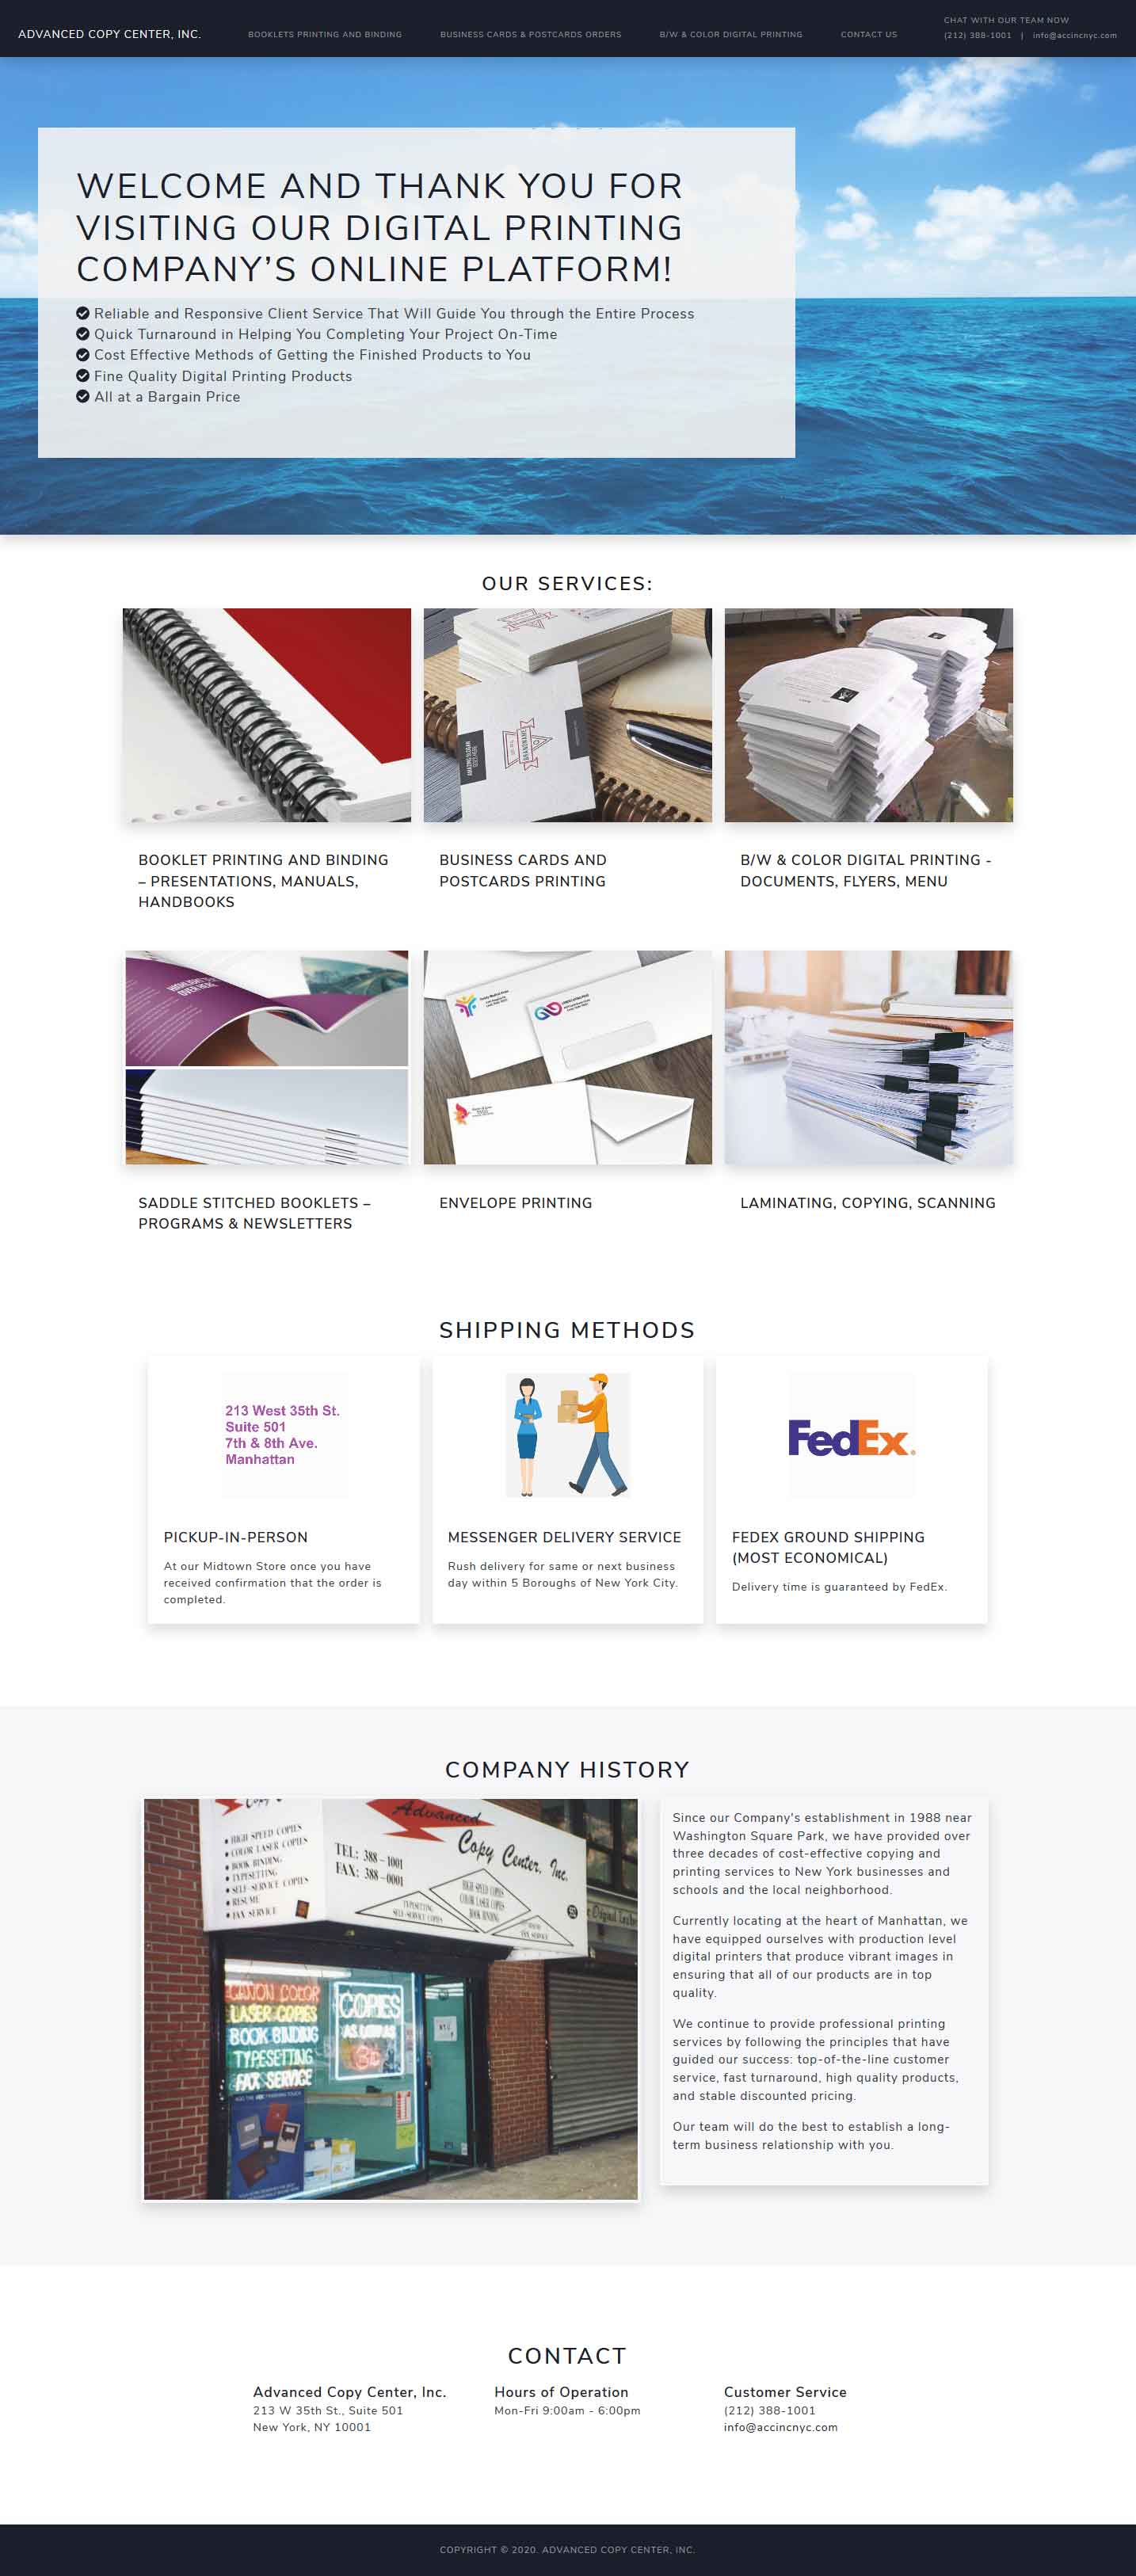 ADVANCED COPY CENTER, INC.
BOOKLETS PRINTING AND BINDING
BUSINESS CARDS & POSTCARDS ORDERS
B/W & COLOR DIGITAL PRINTING
CONTACT US
CHAT WITH OUR TEAM NOW
(212) 388-1001 | info@accincnyc.com
WELCOME AND THANK YOU FOR
VISITING OUR DIGITAL PRINTING
COMPANY’S ONLINE PLATFORM!
Reliable and Responsive Client Service That Will Guide You through the Entire Process
Quick Turnaround in Helping You Completing Your Project On-Time
Cost Effective Methods of Getting the Finished Products to You
Fine Quality Digital Printing Products
All at a Bargain Price
OUR SERVICES:
BOOKLET PRINTING AND BINDING
– PRESENTATIONS, MANUALS,
HANDBOOKS
BUSINESS CARDS AND
POSTCARDS PRINTING
B/W & COLOR DIGITAL PRINTING -
DOCUMENTS, FLYERS, MENU
SADDLE STITCHED BOOKLETS –
PROGRAMS & NEWSLETTERS
ENVELOPE PRINTING
LAMINATING, COPYING, SCANNING
SHIPPING METHODS
213 West 35th St.
Suite 501
7th & 8th Ave.
Manhattan
FedEx®
PICKUP-IN-PERSON
At our Midtown Store once you have
received confirmation that the order is
completed.
MESSENGER DELIVERY SERVICE
Rush delivery for same or next business
day within 5 Boroughs of New York City.
FEDEX GROUND SHIPPING
(MOST ECONOMICAL)
Delivery time is guaranteed by FedEx.
COMPANY HISTORY
• HIGH SPEED COPIES
• COLOR LASER COPIES
• BOOK BINDING
• TYPESETTING
• SELF-SERVICE COPIES
• RESUME
• FAX SERVICE
Advanced
Copy Center, Inc.
TEL: 388-1001
FAX: 388-0001
TYPESETTING
SELF-SERVICE COPIES
HIGH SPEED COPIES
COLOR LASER COPIES
BOOK BINDING
RESUME
FAX SERVICE
CANON COLOR
LASER COPIES
BOOK BINDING
TYPESETTING
FAX SERVICE
COPIES
AS LOW AS
Since our Company's establishment in 1988 near
Washington Square Park, we have provided over
three decades of cost-effective copying and
printing services to New York businesses and
schools and the local neighborhood.
Currently locating at the heart of Manhattan, we
have equipped ourselves with production level
digital printers that produce vibrant images in
ensuring that all of our products are in top
quality.
We continue to provide professional printing
services by following the principles that have
guided our success: top-of-the-line customer
service, fast turnaround, high quality products,
and stable discounted pricing.
Our team will do the best to establish a long-
term business relationship with you.
CONTACT
Advanced Copy Center, Inc.
213 W 35th St., Suite 501
New York, NY 10001
Hours of Operation
Mon-Fri 9:00am - 6:00pm
Customer Service
(212) 388-1001
info@accincnyc.com
COPYRIGHT © 2020. ADVANCED COPY CENTER, INC.